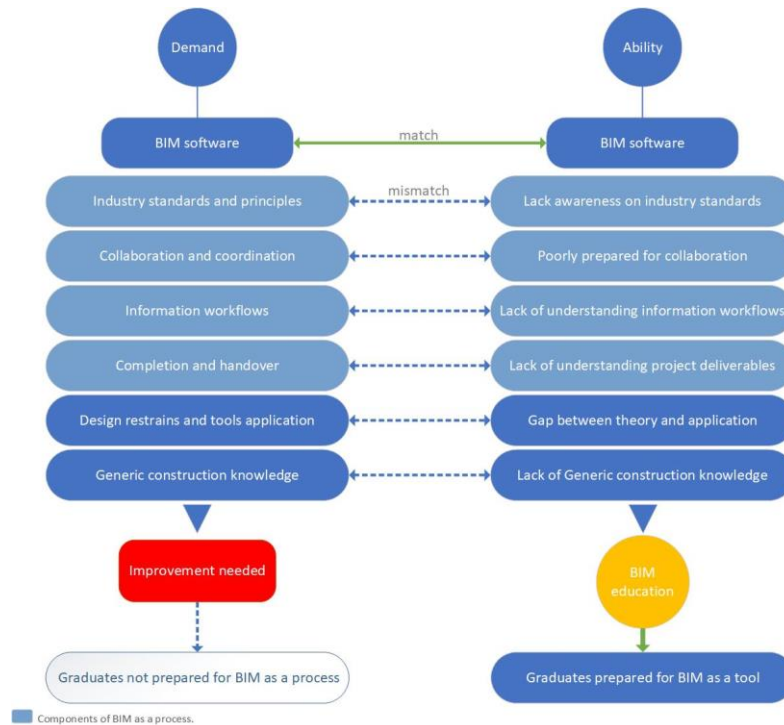 Demand
Ability
BIM software
match
BIM software
Industry standards and principles
mismatch
Lack awareness on industry standards
Collaboration and coordination
Poorly prepared for collaboration
Information workflows
Lack of understanding information workflows
Completion and handover
Lack of understanding project deliverables
Design restrains and tools application
Gap between theory and application
Generic construction knowledge
Lack of Generic construction knowledge
Improvement needed
BIM
education
Graduates not prepared for BIM as a process
Graduates prepared for BIM as a tool
Components of BIM as a process.